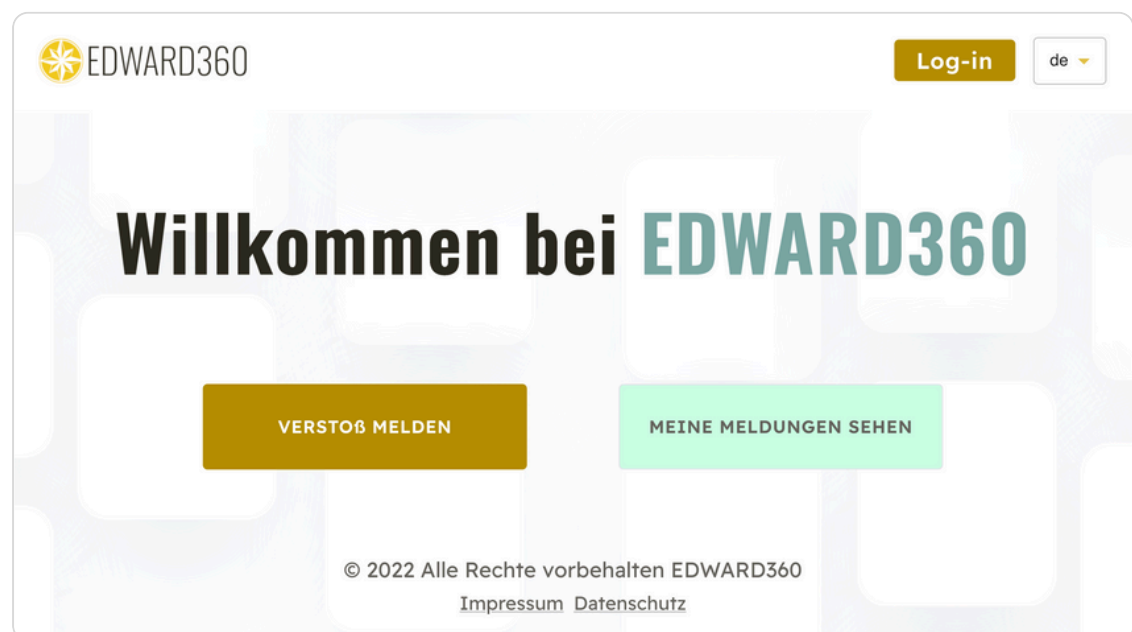 EDWARD360
Log-in
de
Willkommen bei EDWARD360
VERSTOß MELDEN
MEINE MELDUNGEN SEHEN
© 2022 Alle Rechte vorbehalten EDWARD360
Impressum Datenschutz